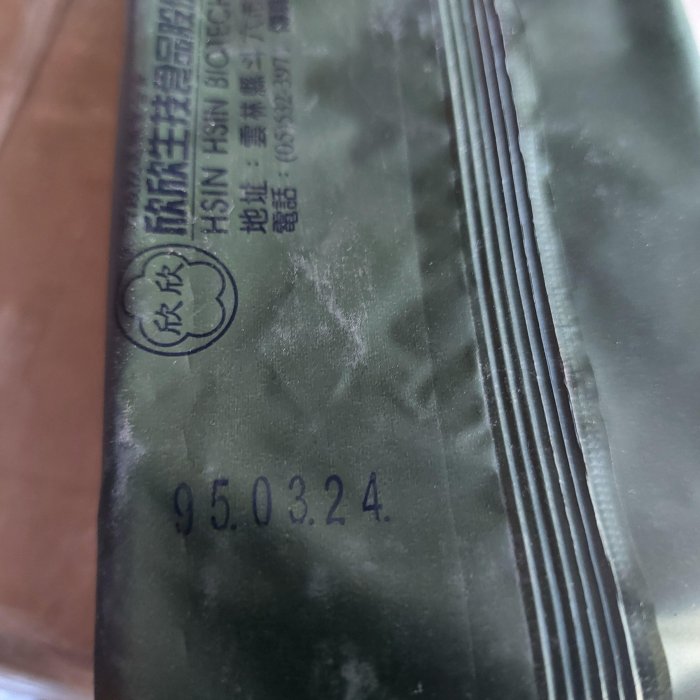 欣欣生技食品股
HSIN HSIN BIOTECH
地址：雲林縣斗六
電話：(05)532-397
欣欣
95.03.24.